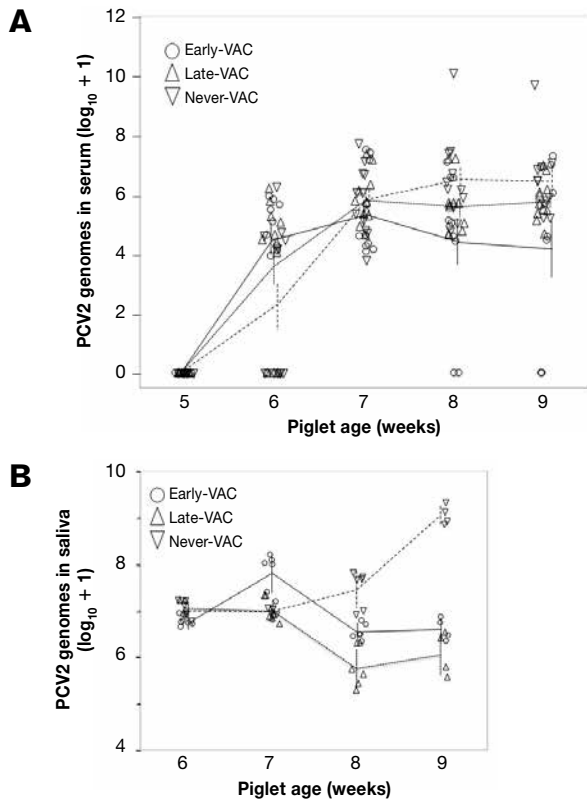 A
PCV2 genomes in serum (log10 + 1)
12
10
8
6
4
2
0
Early-VAC
Late-VAC
Never-VAC
5 6 7 8 9
Piglet age (weeks)
B
PCV2 genomes in saliva
(log10 + 1)
10
8
6
4
Early-VAC
Late-VAC
Never-VAC
6 7 8 9
Piglet age (weeks)